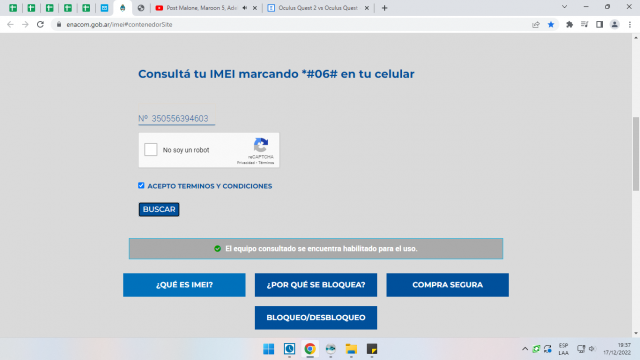 Post Malone, Maroon 5, Ad
Oculus Quest 2 vs Oculus Quest
enacom.gob.ar/imei#contenedorSite
Consultá tu IMEI marcando *#06# en tu celular
Nº 350556394603
No soy un robot
reCAPTCHA
Privacidad - Términos
ACEPTO TERMINOS Y CONDICIONES
BUSCAR
El equipo consultado se encuentra habilitado para el uso.
¿QUÉ ES IMEI?
¿POR QUÉ SE BLOQUEA?
COMPRA SEGURA
BLOQUEO/DESBLOQUEO
ESP
LAA
18:37
17/12/2022